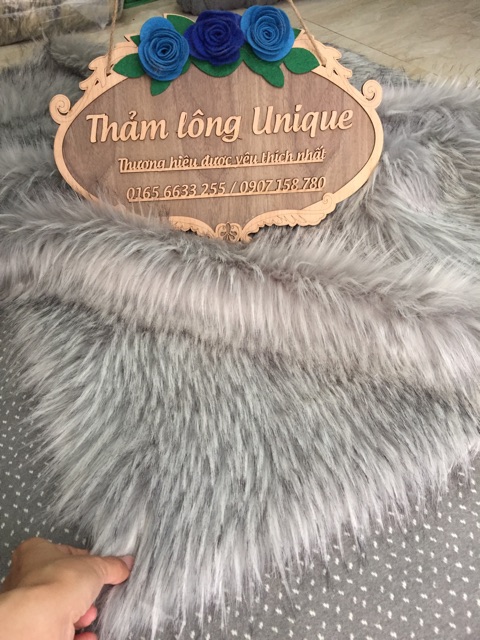 Thảm lông Unique
Thương hiệu được yêu thích nhất
0165 6633 255 / 0907 158 780